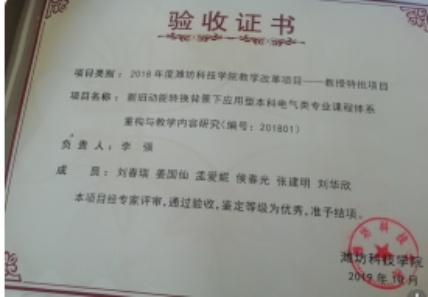 验收证书
项目类别：2018年度潍坊科技学院教学改革项目——教授特批项目
项目名称：新旧动能转换背景下应用型本科电气类专业课程体系
重构与教学内容研究（编号：201801）
负责人：李 强
成 员：刘春瑞 姜国仙 孟爱妮 侯春光 张建明 刘华欣
本项目经专家评审，通过验收，鉴定等级为优秀，准予结项。
潍坊科技学院
2019年10月